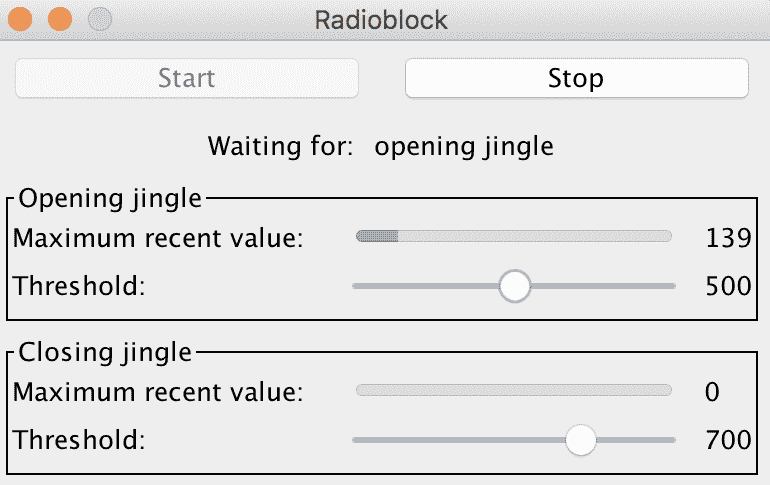 Radioblock
Start Stop
Waiting for: opening jingle
Opening jingle
Maximum recent value: 139
Threshold: 500
Closing jingle
Maximum recent value: 0
Threshold: 700